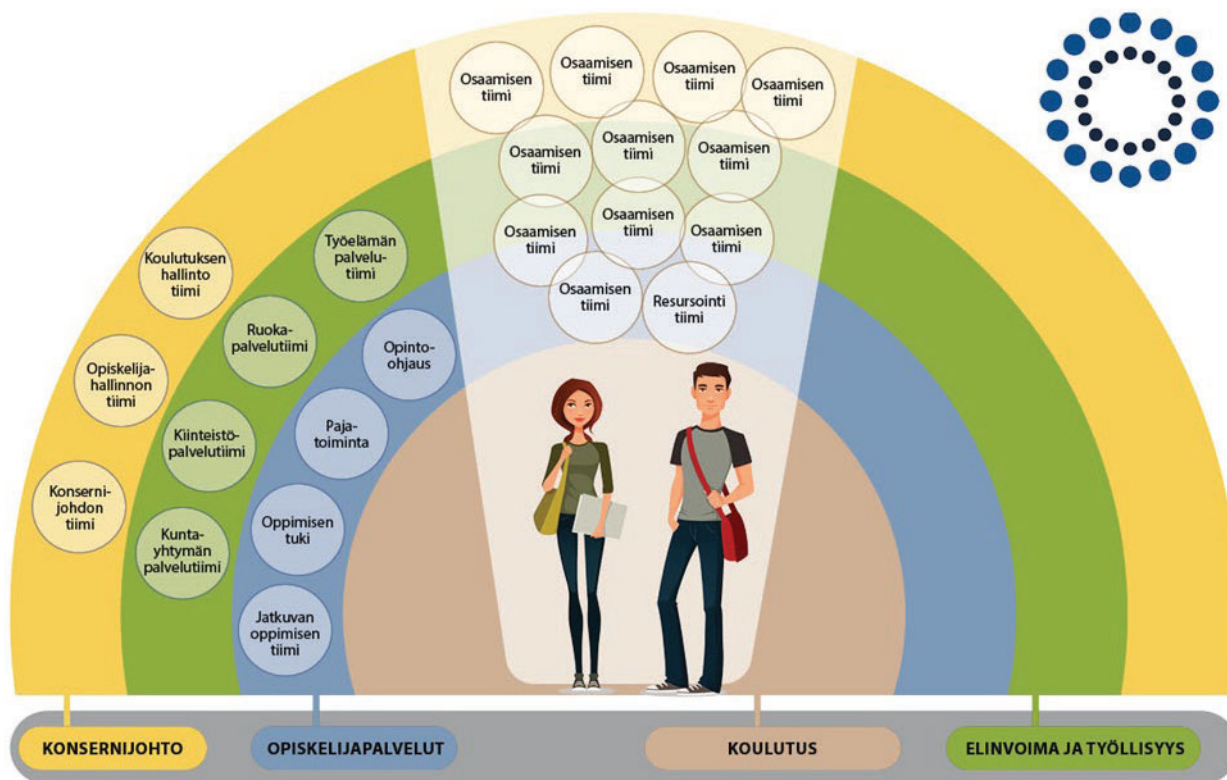 Osaamisen
tiimi
Osaamisen
tiimi
Osaamisen
tiimi
Osaamisen
tiimi
Osaamisen
tiimi
Osaamisen
tiimi
Osaamisen
tiimi
Osaamisen
tiimi
Osaamisen
tiimi
Osaamisen
tiimi
Osaamisen
tiimi
Resursointi
tiimi
Koulutuksen
hallinto
tiimi
Opiskelija-
hallinnon
tiimi
Konserni-
johdon
tiimi
Työelämän
palvelu-
tiimi
Ruoka-
palvelutiimi
Kiinteistö-
palvelutiimi
Kunta-
yhtymän
palvelutiimi
Opinto-
ohjaus
Paja-
toiminta
Oppimisen
tuki
Jatkuvan
oppimisen
tiimi
KONSERNIJOHTO
OPISKELIJAPALVELUT
KOULUTUS
ELINVOIMA JA TYÖLLISYYS